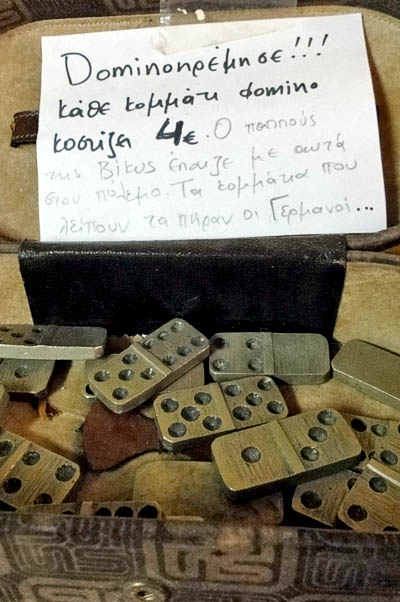 Dominoκρέμησε!!!
κάθε κομμάτι domino
κοστίζει 4€. Ο παππούς
της Βίκυς έπαιζε με αυτά
στον πόλεμο. Τα κομμάτια που
λείπουν τα πήραν οι Γερμανοί...